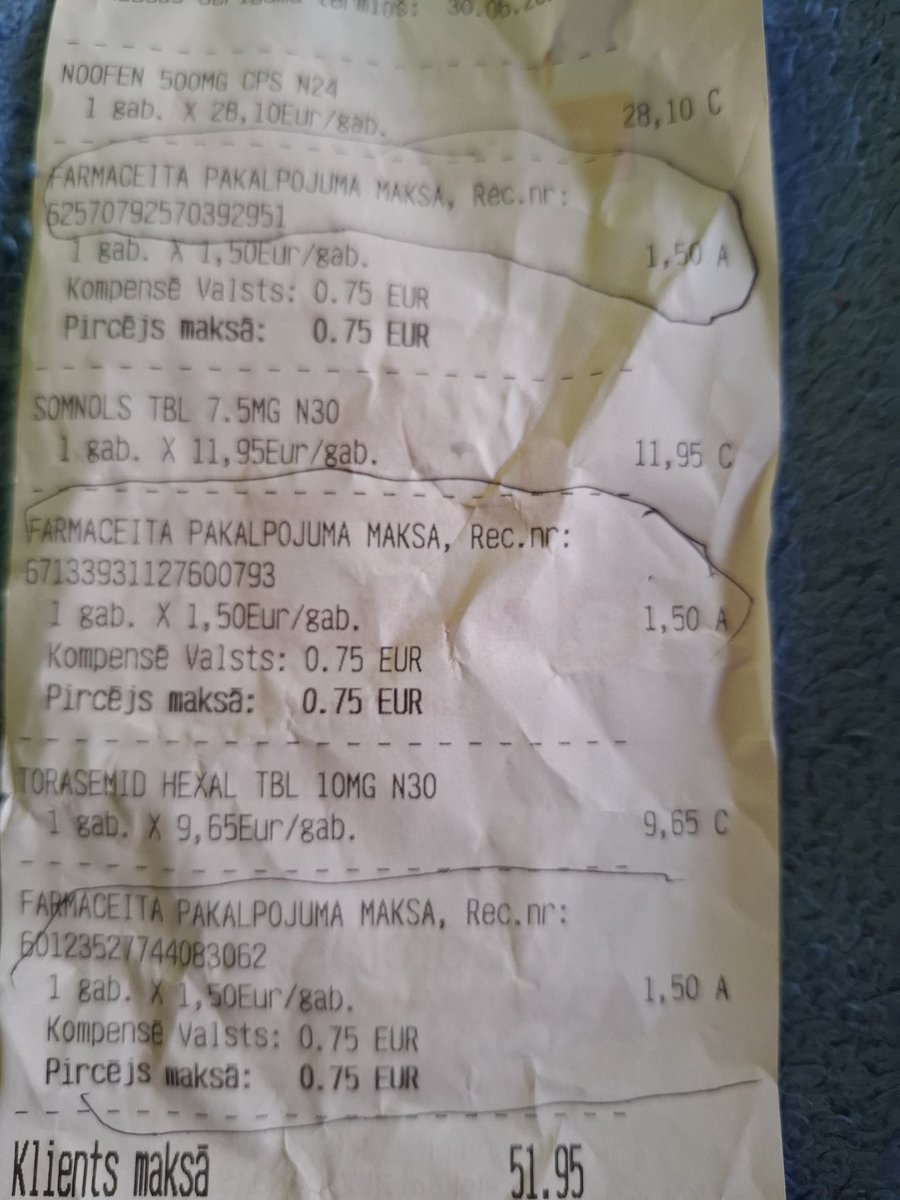 termiņš: 30.06.
NOOFEN 500MG CPS N24
1 gab. X 28,10Eur/gab. 28,10 C
FARMACEITA PAKALPOJUMA MAKSA, Rec.nr:
62570792570392951
1 gab. X 1,50Eur/gab. 1,50 A
Kompensē Valsts: 0.75 EUR
Pircējs maksā: 0.75 EUR
SOMNOLS TBL 7.5MG N30
1 gab. X 11,95Eur/gab. 11,95 C
FARMACEITA PAKALPOJUMA MAKSA, Rec.nr:
67133931127600793
1 gab. X 1,50Eur/gab. 1,50 A
Kompensē Valsts: 0.75 EUR
Pircējs maksā: 0.75 EUR
TORASEMID HEXAL TBL 10MG N30
1 gab. X 9,65Eur/gab. 9,65 C
FARMACEITA PAKALPOJUMA MAKSA, Rec.nr:
60123527744083062
1 gab. X 1,50Eur/gab. 1,50 A
Kompensē Valsts: 0.75 EUR
Pircējs maksā: 0.75 EUR
Klients maksā 51.95